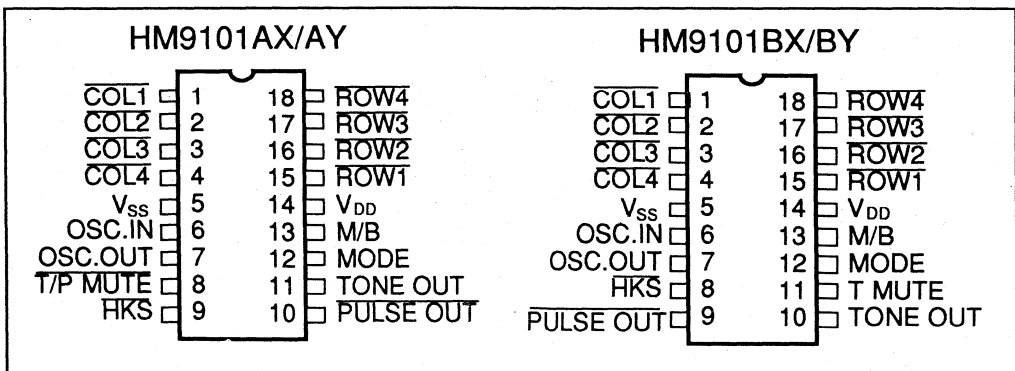 HM9101AX/AY
COL1 1 18 ROW4
COL2 2 17 ROW3
COL3 3 16 ROW2
COL4 4 15 ROW1
VSS 5 14 VDD
OSC.IN 6 13 M/B
OSC.OUT 7 12 MODE
T/P MUTE 8 11 TONE OUT
HKS 9 10 PULSE OUT
HM9101BX/BY
COL1 1 18 ROW4
COL2 2 17 ROW3
COL3 3 16 ROW2
COL4 4 15 ROW1
VSS 5 14 VDD
OSC.IN 6 13 M/B
OSC.OUT 7 12 MODE
HKS 8 11 T MUTE
PULSE OUT 9 10 TONE OUT